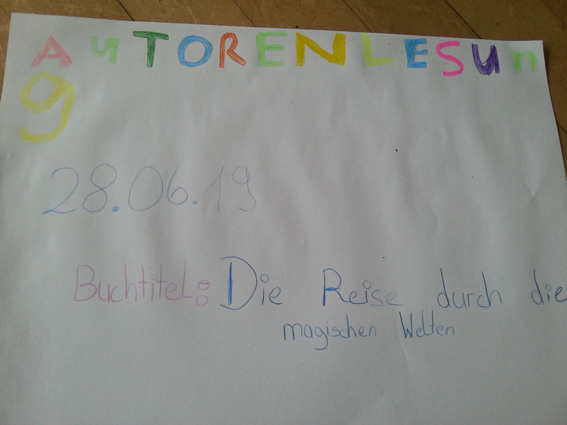 AuTORENLESUn
g
28.06.19
Buchtitel: Die Reise durch die
magischen Welten